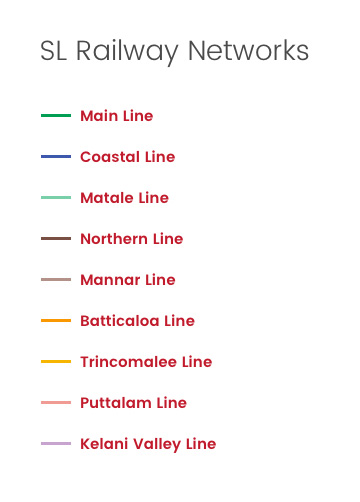 SL Railway Networks
Main Line
Coastal Line
Matale Line
Northern Line
Mannar Line
Batticaloa Line
Trincomalee Line
Puttalam Line
Kelani Valley Line